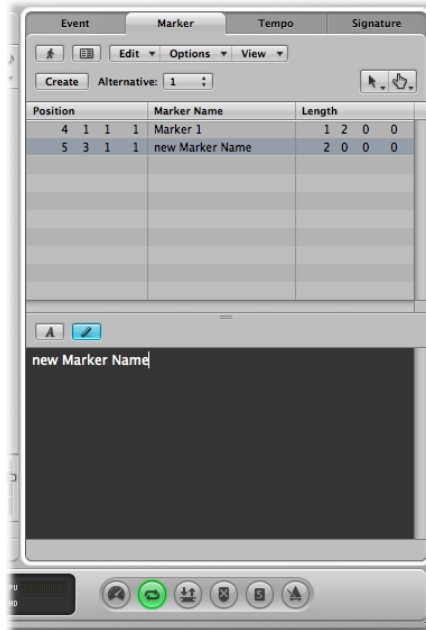 Event Marker Tempo Signature
Edit Options View
Create Alternative: 1
Position Marker Name Length
4 1 1 1 Marker 1 1 2 0 0
5 3 1 1 new Marker Name 2 0 0 0
A
new Marker Name
PU
HD
S